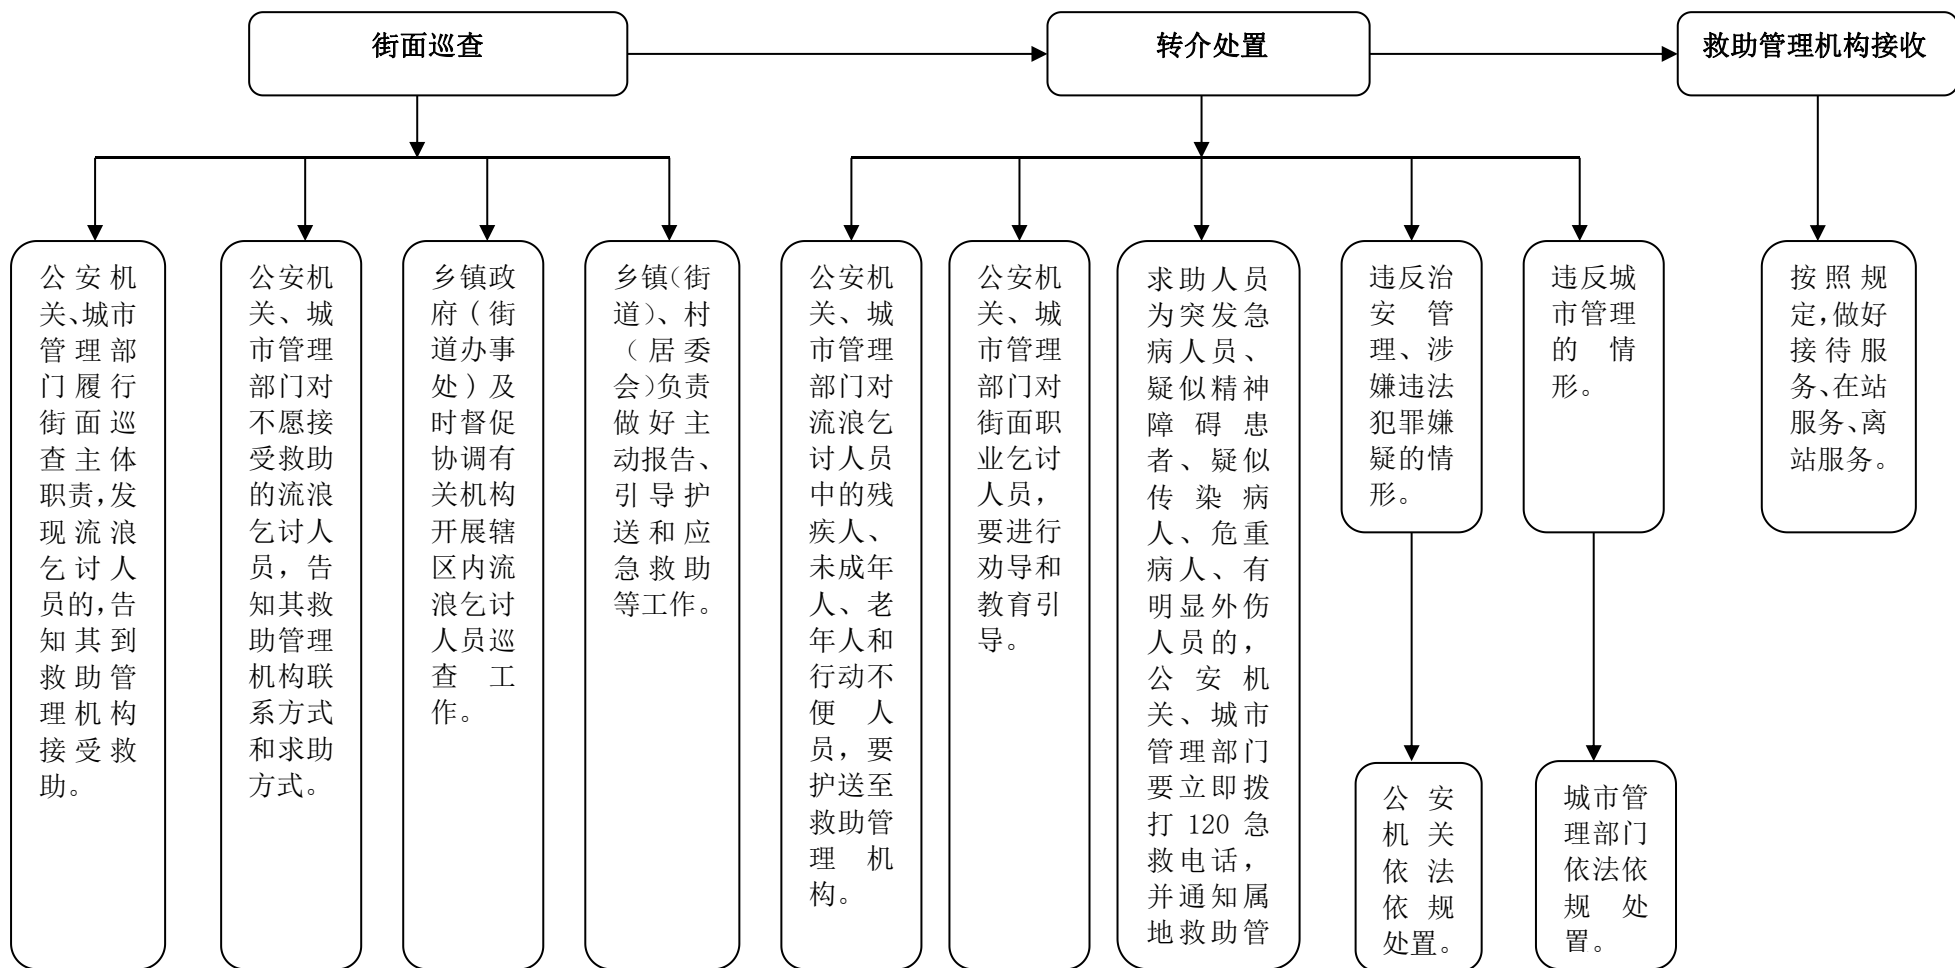 街面巡查
转介处置
救助管理机构接收
公安机
关、城市
管理部
门履行
街面巡
查主体
职责,发
现流浪
乞讨人
员的,告
知其到
救助管
理机构
接受救
助。
公安机
关、城
市管理
部门对
不愿接
受救助
的流浪
乞讨人
员，告
知其救
助管理
机构联
系方式
和求助
方式。
乡镇政
府（街
道办事
处）及
时督促
协调有
关机构
开展辖
区内流
浪乞讨
人员巡
查工
作。
乡镇(街
道)、村
（居委
会)负责
做好主
动报告、
引导护
送和应
急救助
等工作。
公安机
关、城
市管理
部门对
流浪乞
讨人员
中的残
疾人、
未成年
人、老
年人和
行动不
便人
员，要
护送至
救助管
理机
构。
公安机
关、城
市管理
部门对
街面职
业乞讨
人员，
要进行
劝导和
教育引
导。
求助人员
为突发急
病人员、
疑似精神
障碍患
者、疑似
传染病
人、危重
病人、有
明显外伤
人员的，
公安机
关、城市
管理部门
要立即拨
打 120 急
救电话，
并通知属
地救助管
违反治
安管
理、涉
嫌违法
犯罪嫌
疑的情
形。
违反城
市管理
的情
形。
按照规
定,做好
接待服
务、在站
服务、离
站服务。
公安
机关
依法
依规
处置。
城市管
理部门
依法依
规处
置。